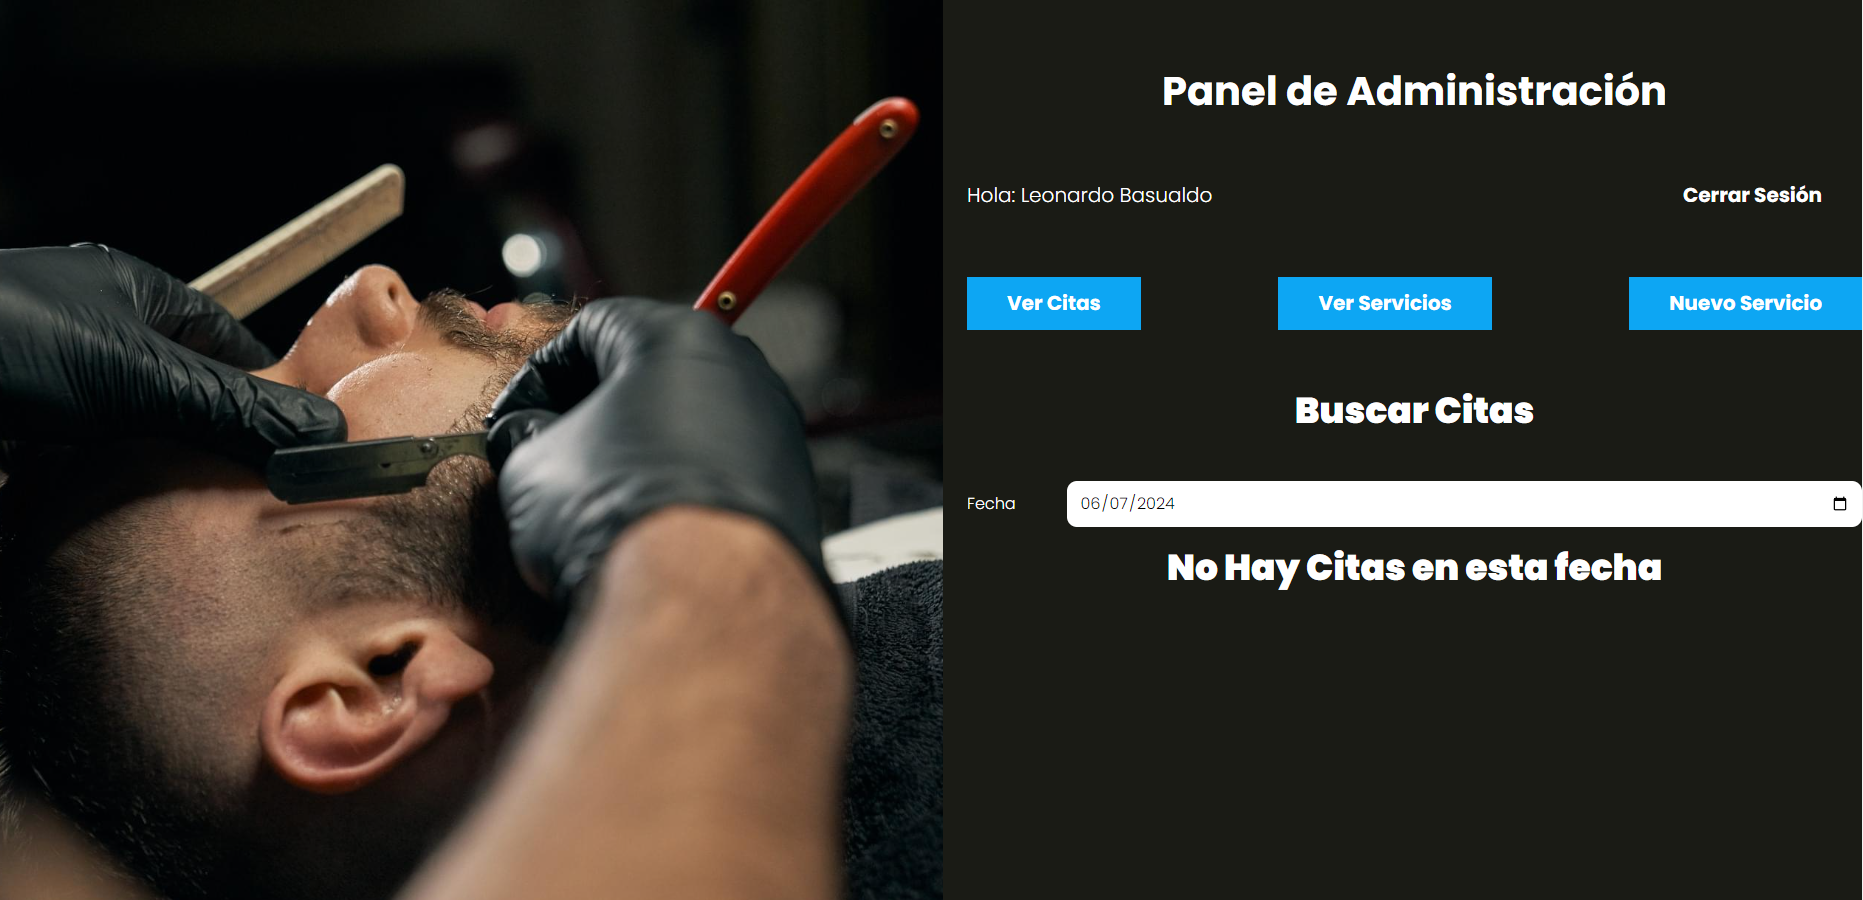 Panel de Administración
Hola: Leonardo Basualdo
Cerrar Sesión
Ver Citas
Ver Servicios
Nuevo Servicio
Buscar Citas
Fecha
06/07/2024
No Hay Citas en esta fecha